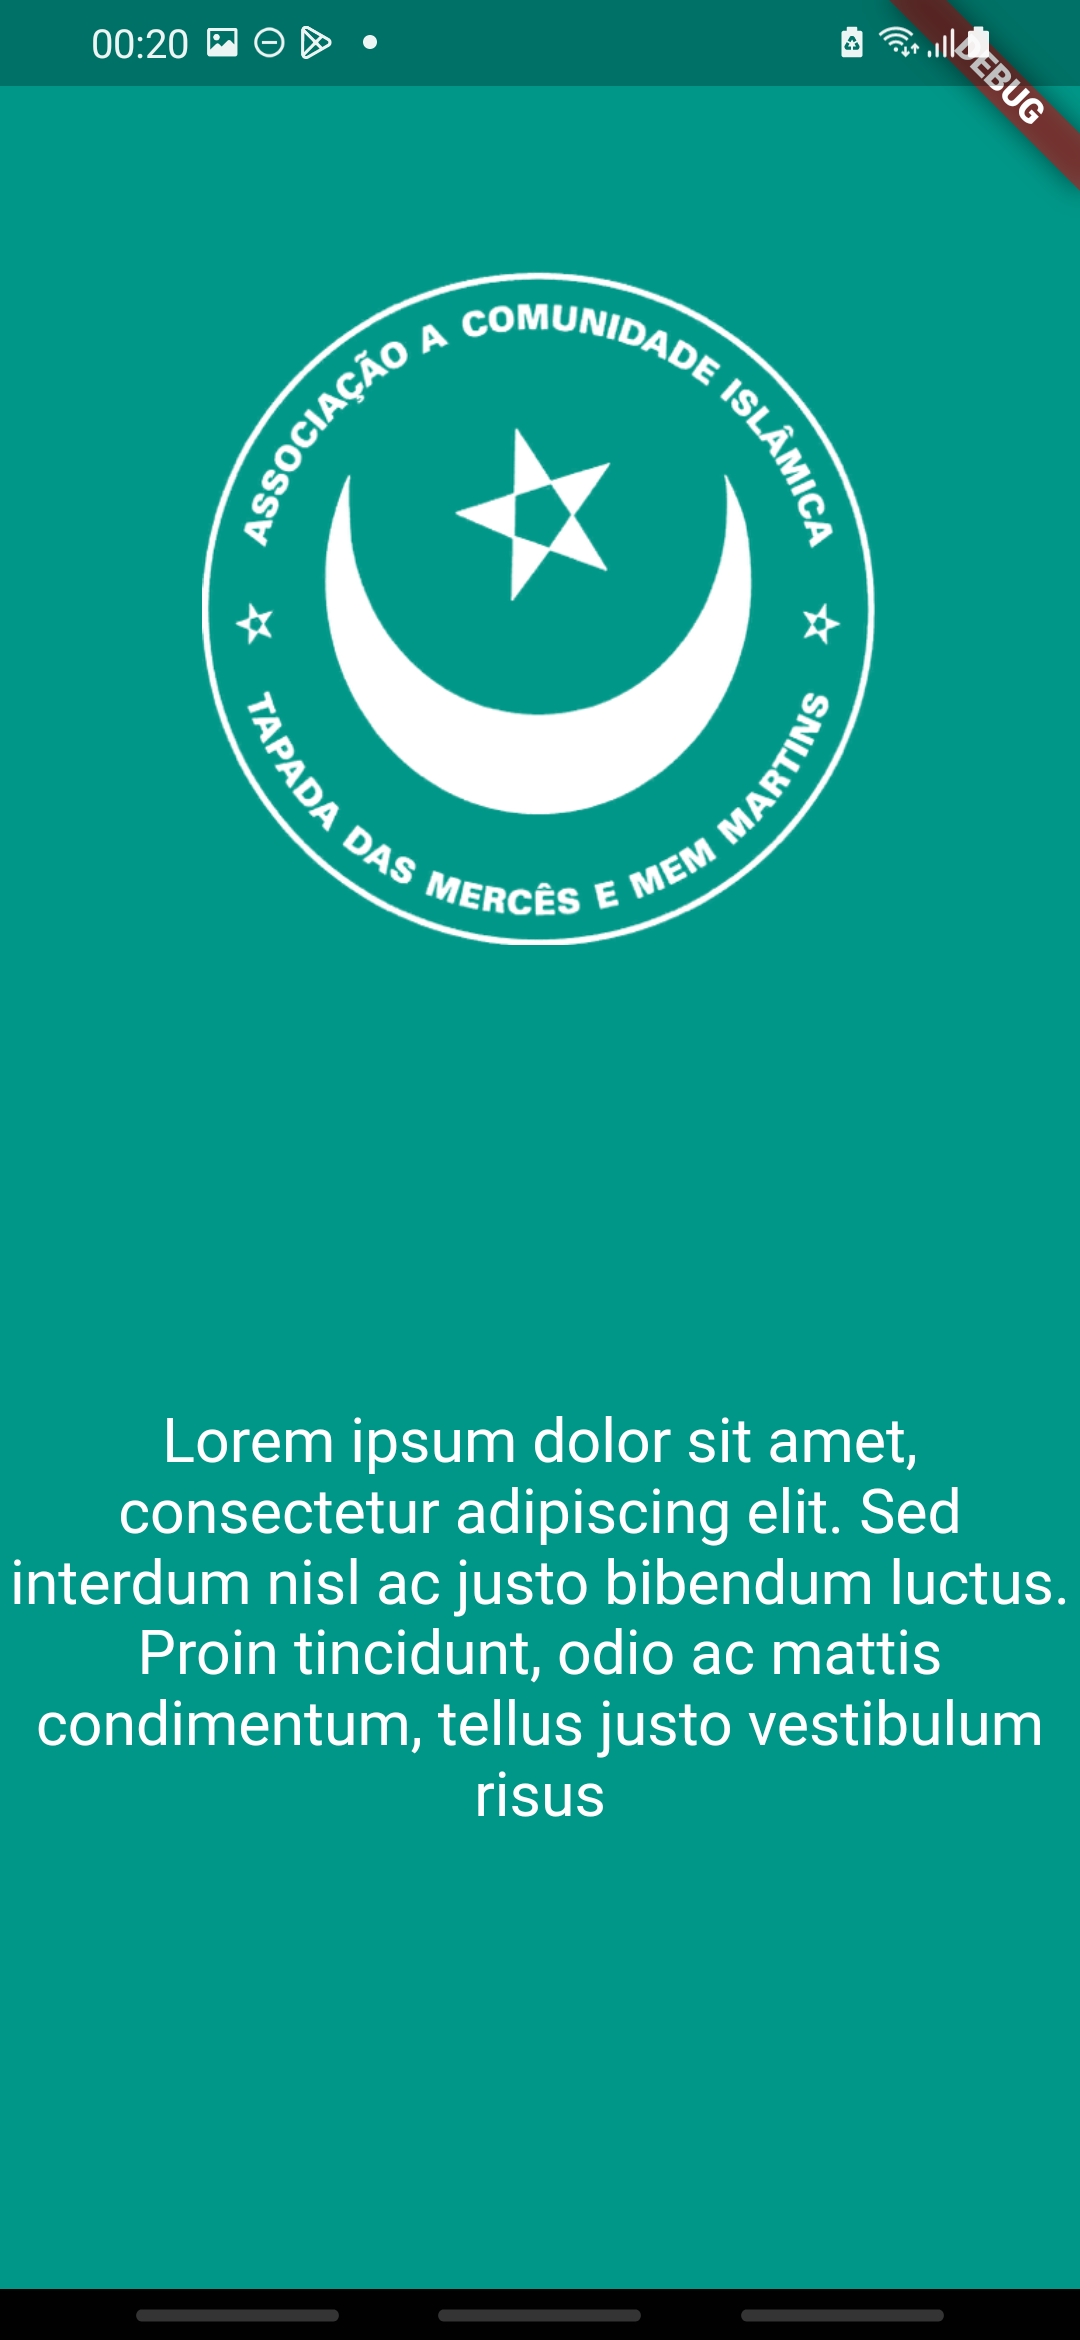 00:20
DEBUG
ASSOCIAÇÃO A COMUNIDADE ISLÂMICA
TAPADA DAS MERCÊS E MEM MARTINS
Lorem ipsum dolor sit amet,
consectetur adipiscing elit. Sed
interdum nisl ac justo bibendum luctus.
Proin tincidunt, odio ac mattis
condimentum, tellus justo vestibulum
risus